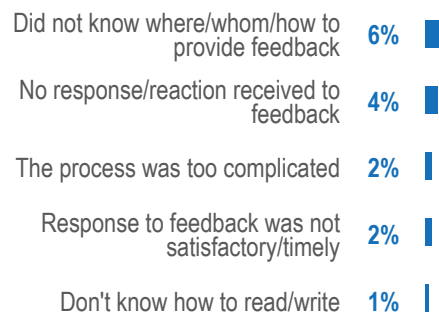 Did not know where/whom/how to
provide feedback
6%
No response/reaction received to
feedback
4%
The process was too complicated 2%
Response to feedback was not
satisfactory/timely
2%
Don't know how to read/write 1%